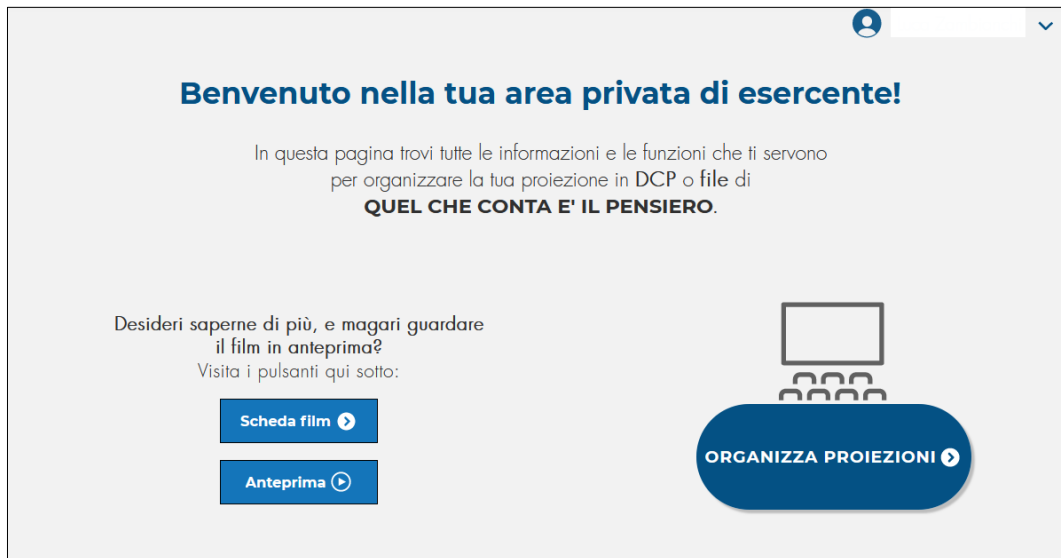 Benvenuto nella tua area privata di esercente!
In questa pagina trovi tutte le informazioni e le funzioni che ti servono
per organizzare la tua proiezione in DCP o file di
QUEL CHE CONTA E' IL PENSIERO.
Desideri saperne di più, e magari guardare
il film in anteprima?
Visita i pulsanti qui sotto:
Scheda film
Anteprima
ORGANIZZA PROIEZIONI